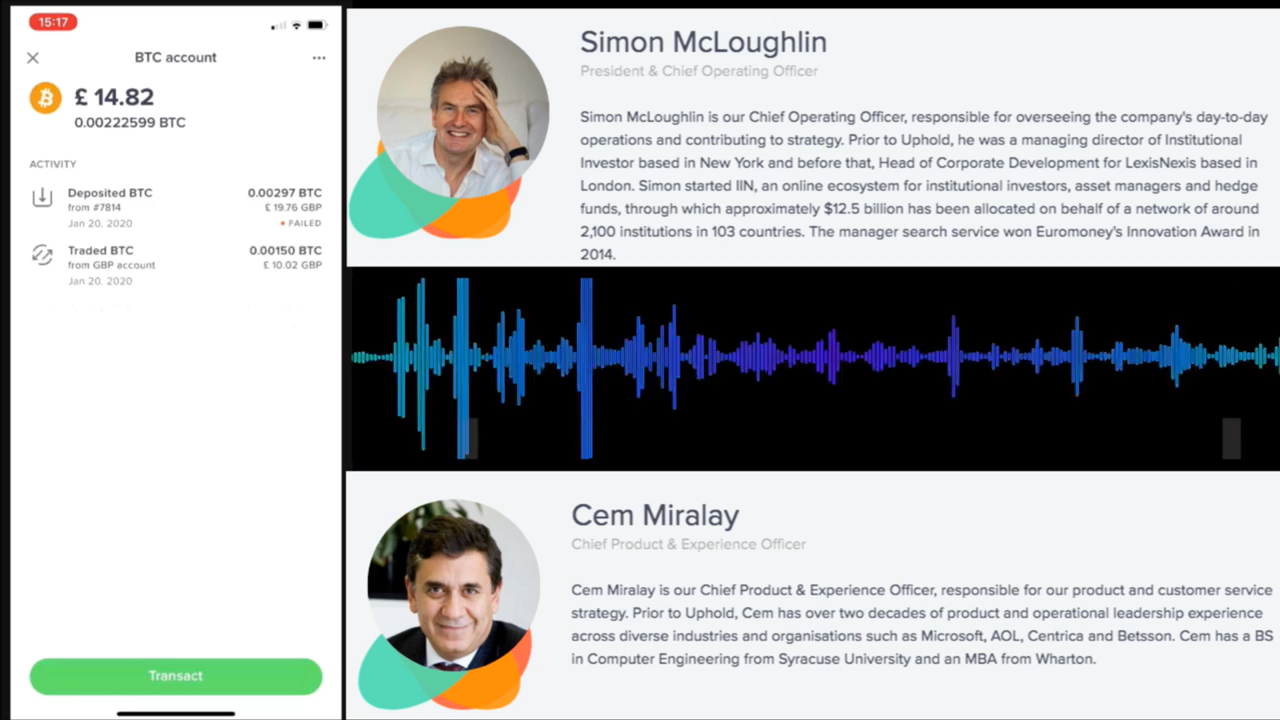 15:17
BTC account
£ 14.82
0.00222599 BTC
ACTIVITY
Deposited BTC
0.00297 BTC
from #7814
£ 19.76 GBP
Jan 20, 2020
FAILED
Traded BTC
0.00150 BTC
from GBP account
£ 10.02 GBP
Jan 20, 2020
Transact
Simon McLoughlin
President & Chief Operating Officer
Simon McLoughlin is our Chief Operating Officer, responsible for overseeing the company's day-to-day
operations and contributing to strategy. Prior to Uphold, he was a managing director of Institutional
Investor based in New York and before that, Head of Corporate Development for LexisNexis based in
London. Simon started IIN, an online ecosystem for institutional investors, asset managers and hedge
funds, through which approximately $12.5 billion has been allocated on behalf of a network of around
2,100 institutions in 103 countries. The manager search service won Euromoney's Innovation Award in
2014.
Cem Miralay
Chief Product & Experience Officer
Cem Miralay is our Chief Product & Experience Officer, responsible for our product and customer service
strategy. Prior to Uphold, Cem has over two decades of product and operational leadership experience
across diverse industries and organisations such as Microsoft, AOL, Centrica and Betsson. Cem has a BS
in Computer Engineering from Syracuse University and an MBA from Wharton.